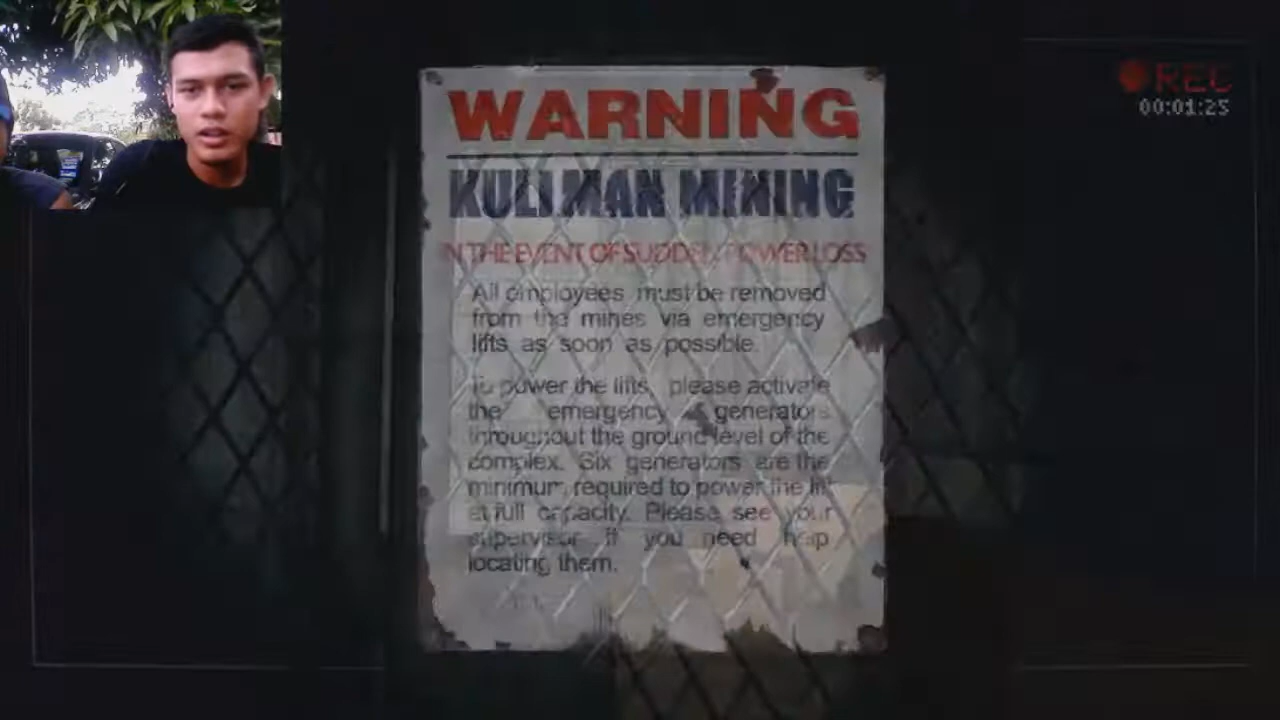 WARNING
REC
00:01:25
KULLMAN MINING
IN THE EVENT OF SUDDEN POWER LOSS
All employees must be removed
from the mines via emergency
lifts as soon as possible.
To power the lifts, please activate
the emergency generators
throughout the ground level of the
complex. Six generators are the
minimum required to power the lift
at full capacity. Please see your
supervisor if you need help
locating them.